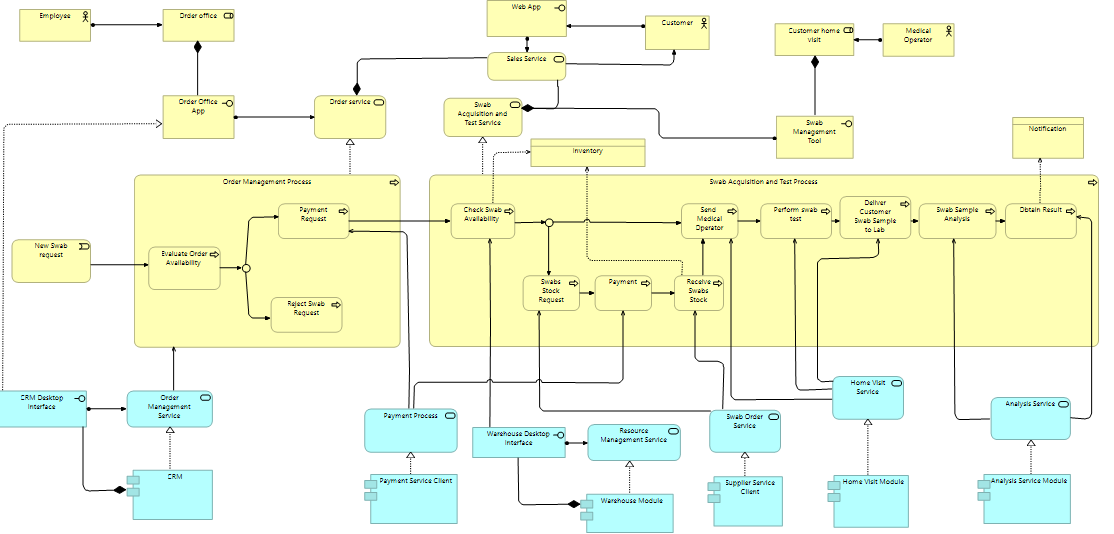 Employee
Order office
Web App
Customer
Customer home
visit
Medical
Operator
Sales Service
Order Office
App
Order service
Swab
Acquisition and
Test Service
Swab
Management
Tool
Notification
Inventory
Order Management Process
Swab Acquisition and Test Process
Payment
Request
Check Swab
Availability
Send
Medical
Operator
Perform swab
test
Deliver
Customer
Swab Sample
to Lab
Swab Sample
Analysis
Obtain Result
New Swab
request
Evaluate Order
Availability
Reject Swab
Request
Swabs
Stock
Request
Payment
Receive
Swabs
Stock
CRM Desktop
Interface
Order
Management
Service
Payment Process
Warehouse Desktop
Interface
Resource
Management Service
Swab Order
Service
Home Visit
Service
Analysis Service
CRM
Payment Service Client
Warehouse Module
Supplier Service
Client
Home Visit Module
Analysis Service Module